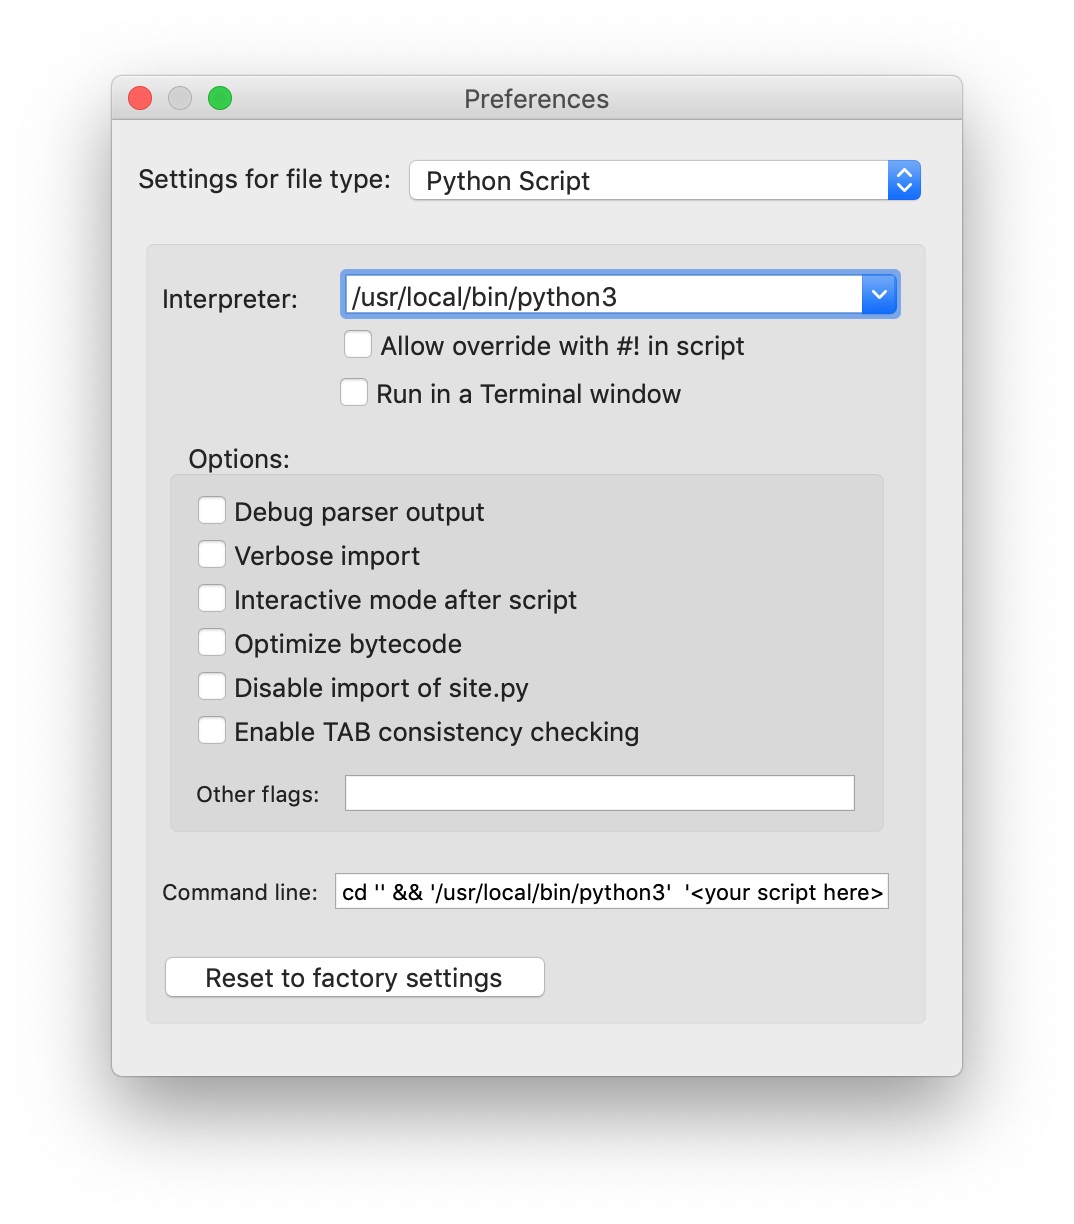 Preferences
Settings for file type: Python Script
Interpreter: /usr/local/bin/python3
Allow override with #! in script
Run in a Terminal window
Options:
Debug parser output
Verbose import
Interactive mode after script
Optimize bytecode
Disable import of site.py
Enable TAB consistency checking
Other flags:
Command line: cd '' && '/usr/local/bin/python3'  '<your script here>
Reset to factory settings